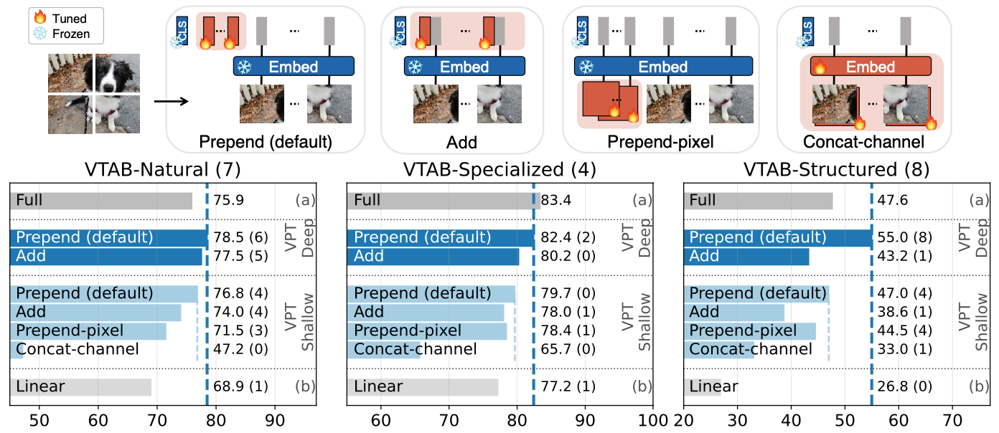 Tuned
Frozen
CLS
...
...
Embed
...
Prepend (default)
CLS
...
Embed
...
Add
CLS
...
...
Embed
...
...
Prepend-pixel
CLS
...
Embed
...
Concat-channel
VTAB-Natural (7)
Full 75.9 (a)
Prepend (default) 78.5 (6)
Add 77.5 (5)
VPT
Deep
Prepend (default) 76.8 (4)
Add 74.0 (4)
Prepend-pixel 71.5 (3)
Concat-channel 47.2 (0)
VPT
Shallow
Linear 68.9 (1) (b)
50 60 70 80 90
VTAB-Specialized (4)
Full 83.4 (a)
Prepend (default) 82.4 (2)
Add 80.2 (0)
VPT
Deep
Prepend (default) 79.7 (0)
Add 78.0 (1)
Prepend-pixel 78.4 (1)
Concat-channel 65.7 (0)
VPT
Shallow
Linear 77.2 (1) (b)
60 70 80 90 100
VTAB-Structured (8)
Full 47.6 (a)
Prepend (default) 55.0 (8)
Add 43.2 (1)
VPT
Deep
Prepend (default) 47.0 (4)
Add 38.6 (1)
Prepend-pixel 44.5 (4)
Concat-channel 33.0 (1)
VPT
Shallow
Linear 26.8 (0) (b)
20 30 40 50 60 70